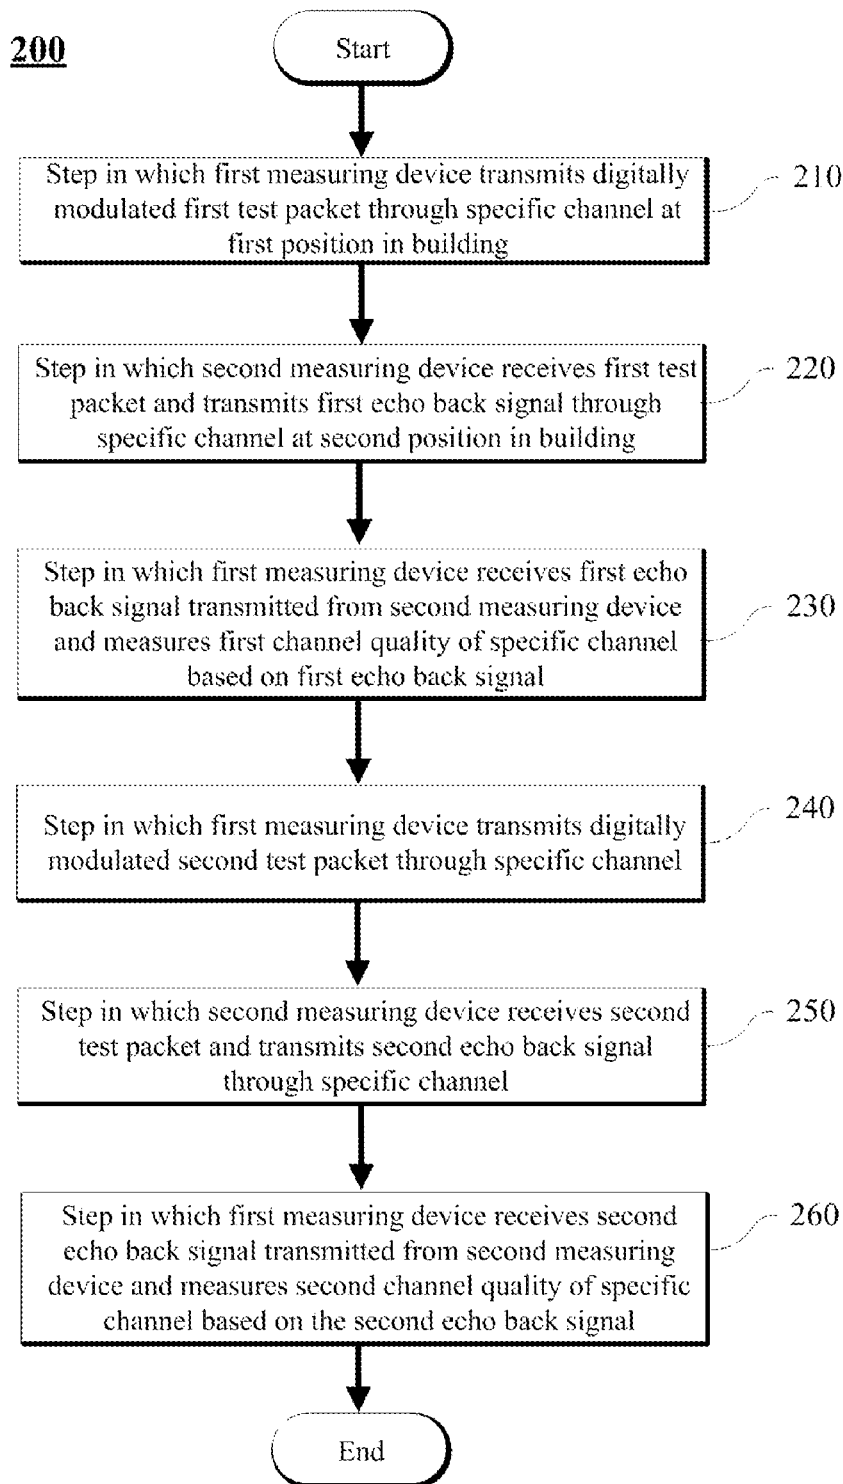 200
Start
Step in which first measuring device transmits digitally
modulated first test packet through specific channel at
first position in building
210
Step in which second measuring device receives first test
packet and transmits first echo back signal through
specific channel at second position in building
220
Step in which first measuring device receives first echo
back signal transmitted from second measuring device
and measures first channel quality of specific channel
based on first echo back signal
230
Step in which first measuring device transmits digitally
modulated second test packet through specific channel
240
Step in which second measuring device receives second
test packet and transmits second echo back signal
through specific channel
250
Step in which first measuring device receives second
echo back signal transmitted from second measuring
device and measures second channel quality of specific
channel based on the second echo back signal
260
End